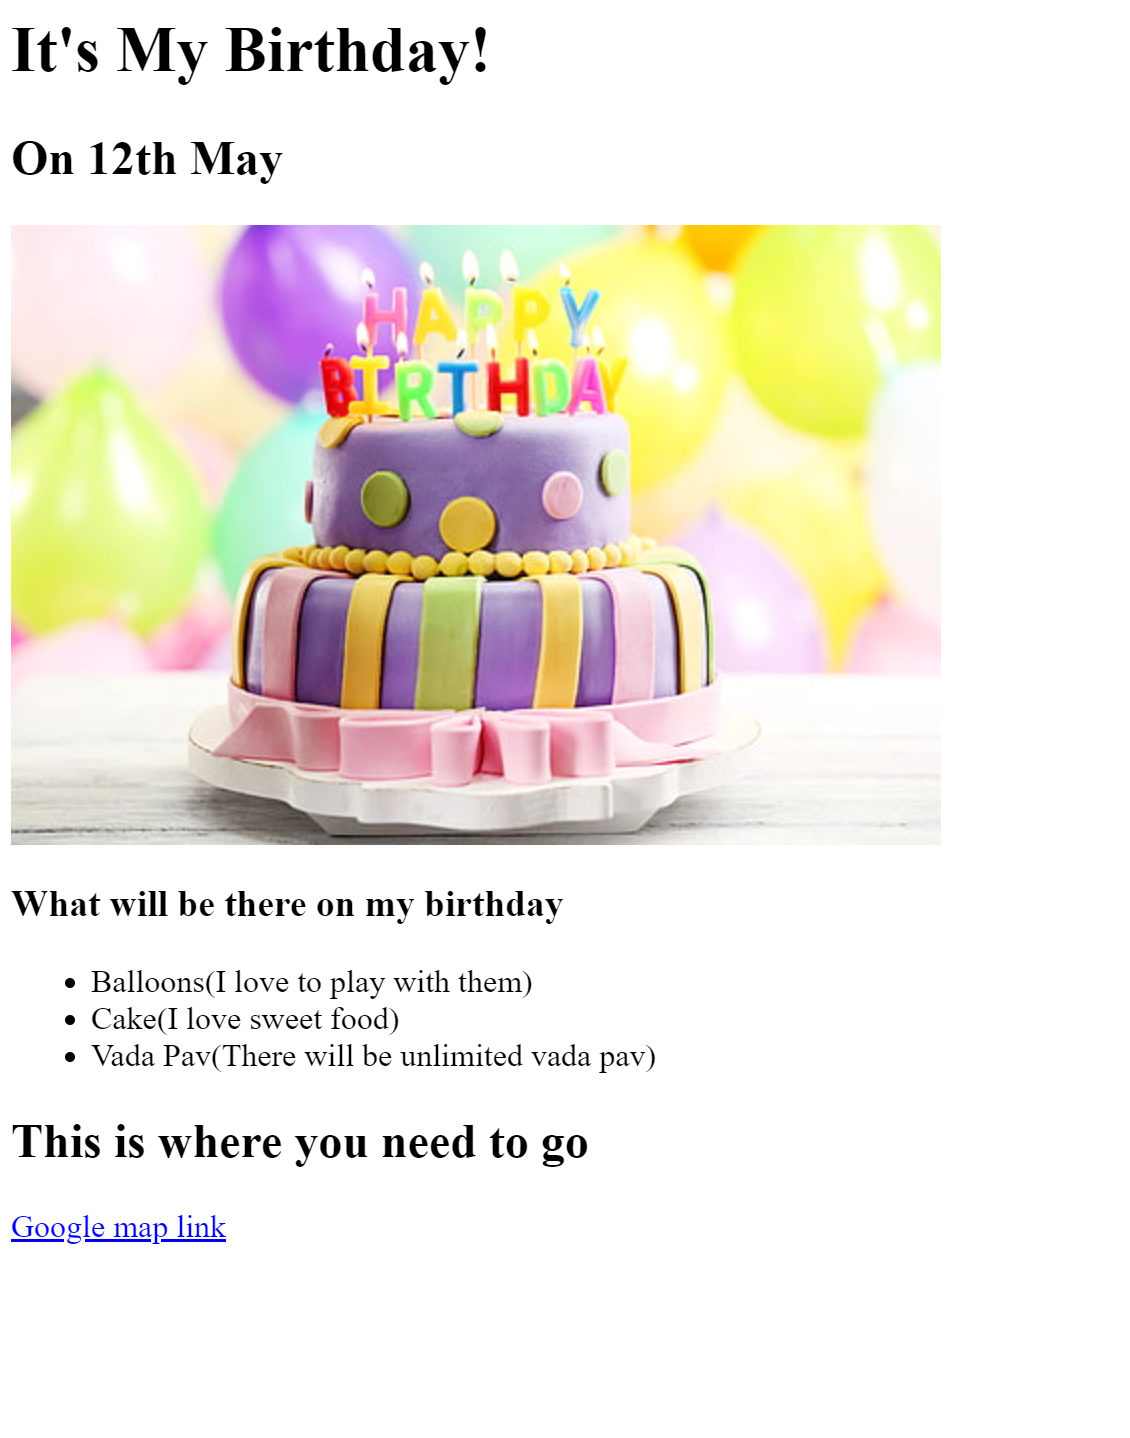 It's My Birthday!
On 12th May
HAPPY
BIRTHDAY
What will be there on my birthday
Balloons(I love to play with them)
Cake(I love sweet food)
Vada Pav(There will be unlimited vada pav)
This is where you need to go
Google map link